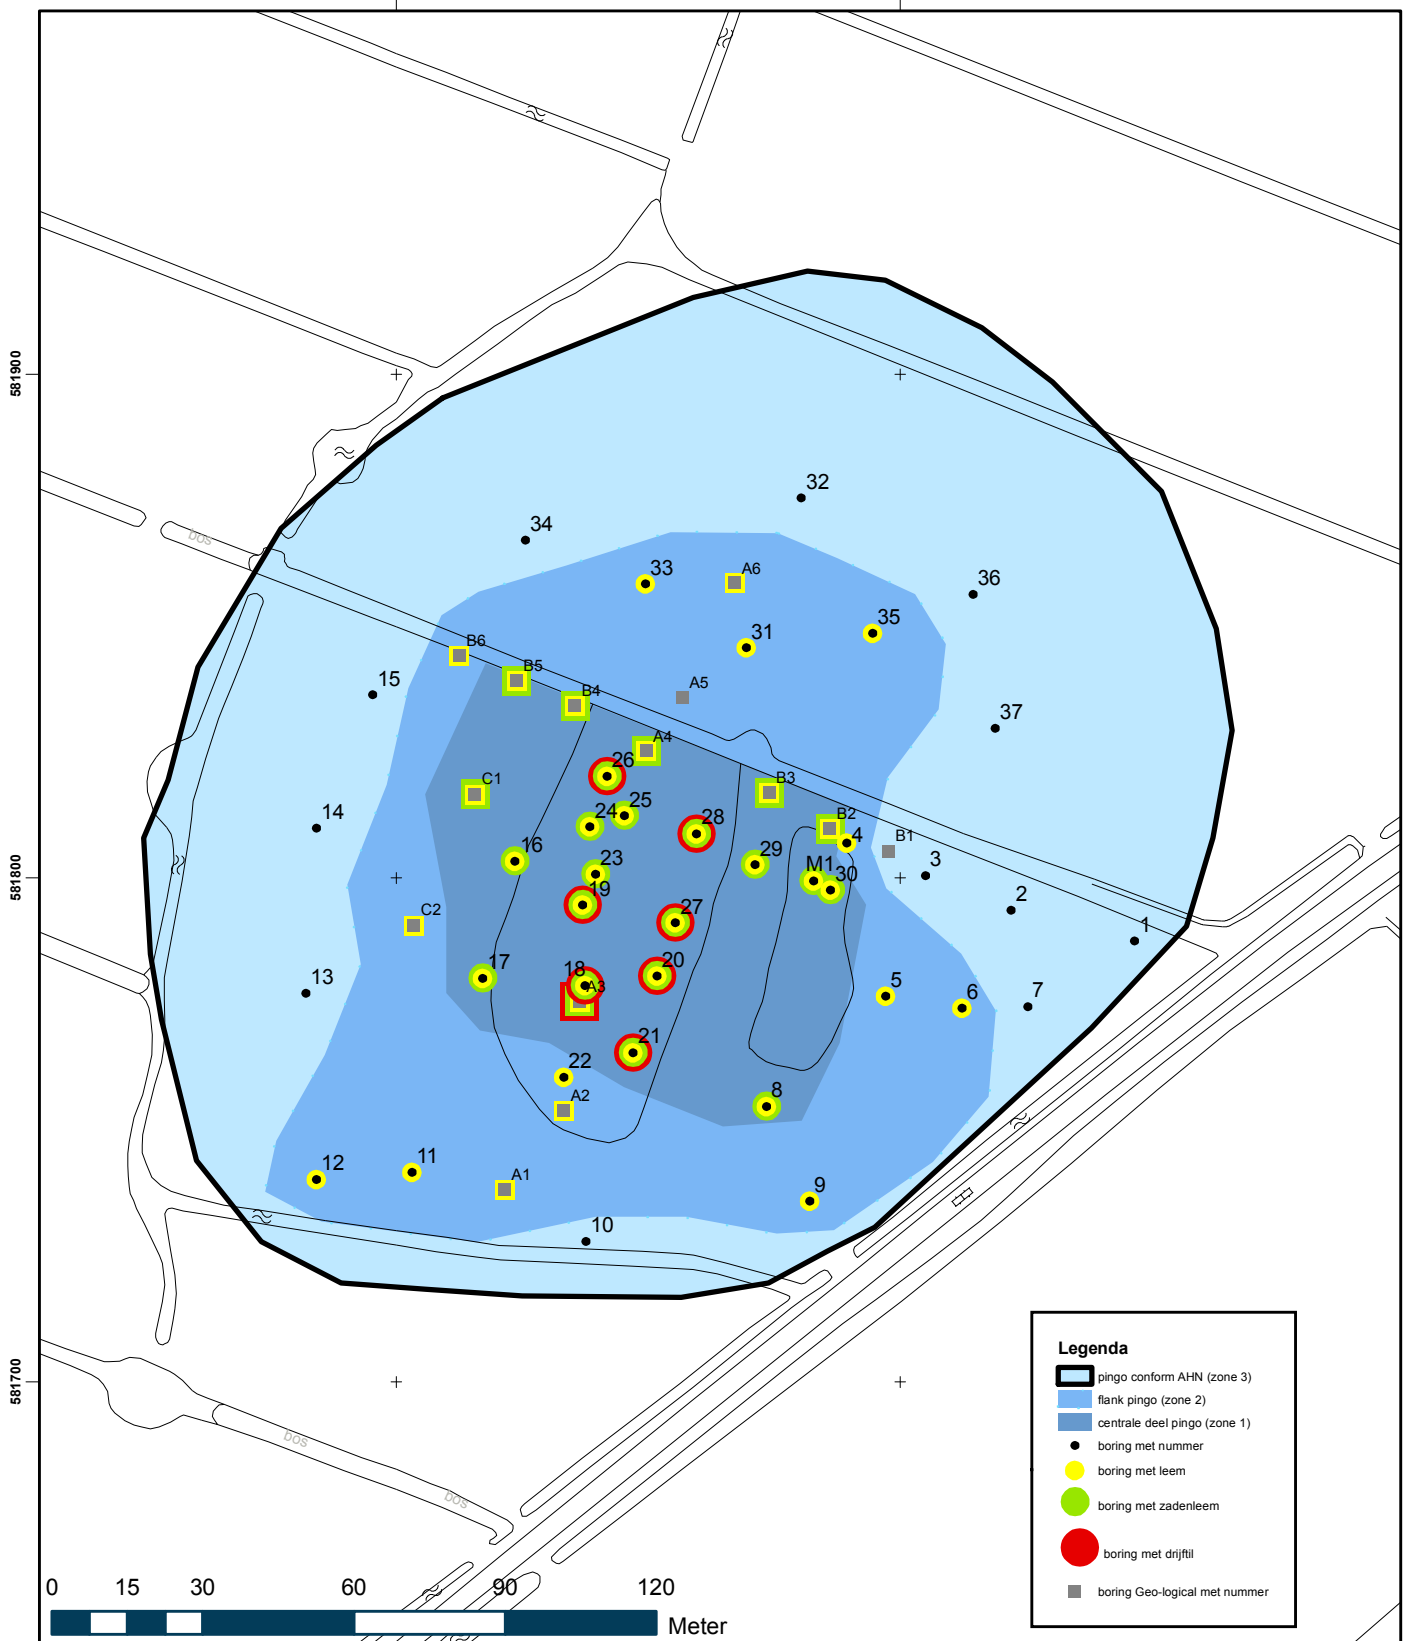 581900
581800
581700
bos
bos
bos
32
34
33
A6
36
31
35
B6
B5
15
A5
B4
37
A4
26
C1
B3
25
24
28
B2
14
4
B1
16
29
3
23
M1
30
19
2
C2
27
1
17
18
20
13
A3
5
6
7
21
22
A2
8
11
12
A1
9
10
Legenda
pingo conform AHN (zone 3)
flank pingo (zone 2)
centrale deel pingo (zone 1)
boring met nummer
boring met leem
boring met zadenleem
boring met drijftil
boring Geo-logical met nummer
0 15 30 60 90 120
Meter